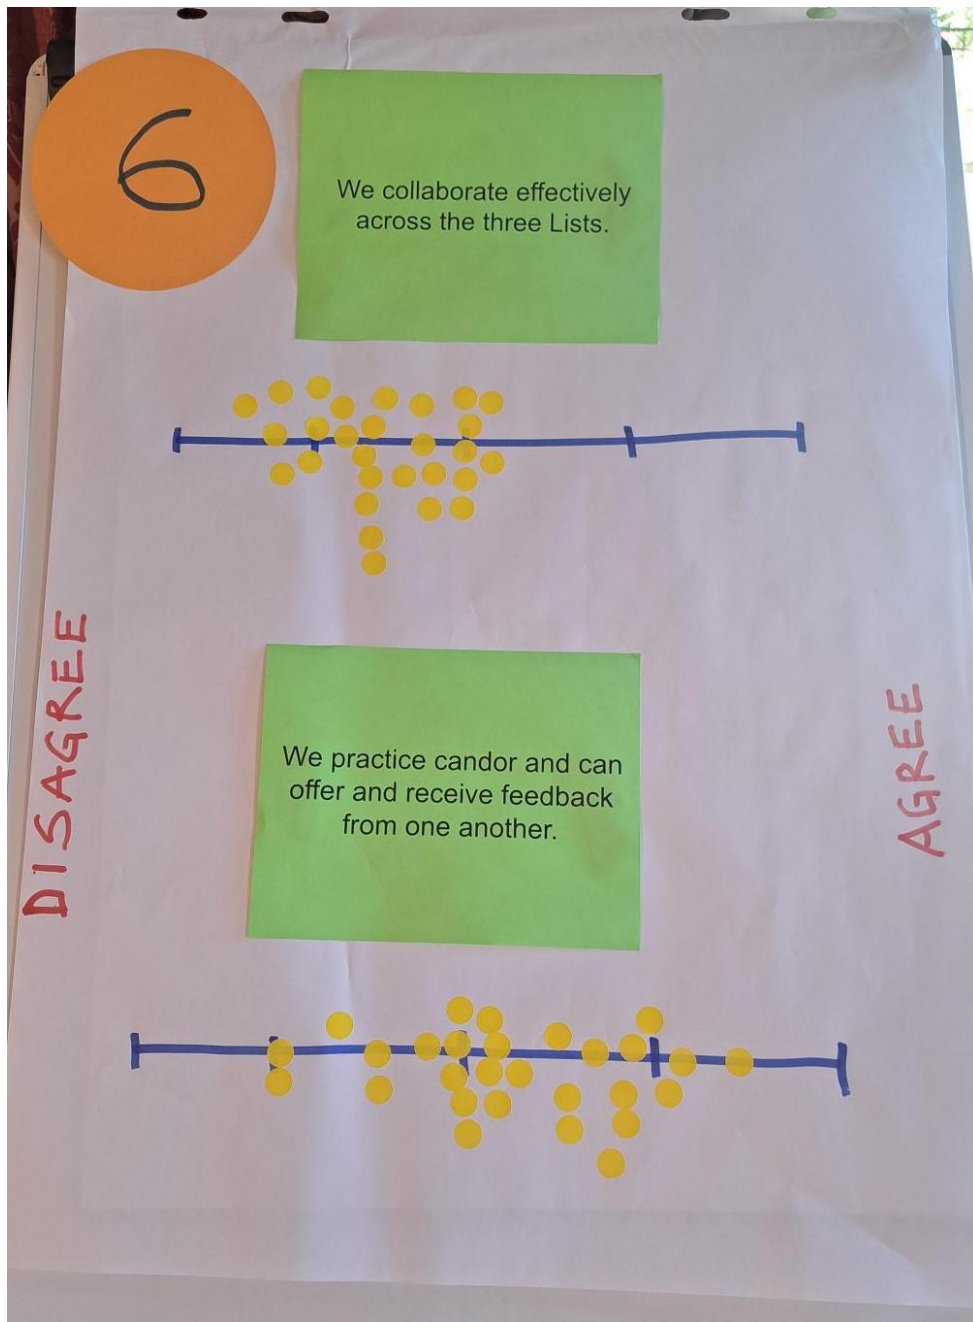 6
We collaborate effectively
across the three Lists.
DISAGREE
AGREE
We practice candor and can
offer and receive feedback
from one another.